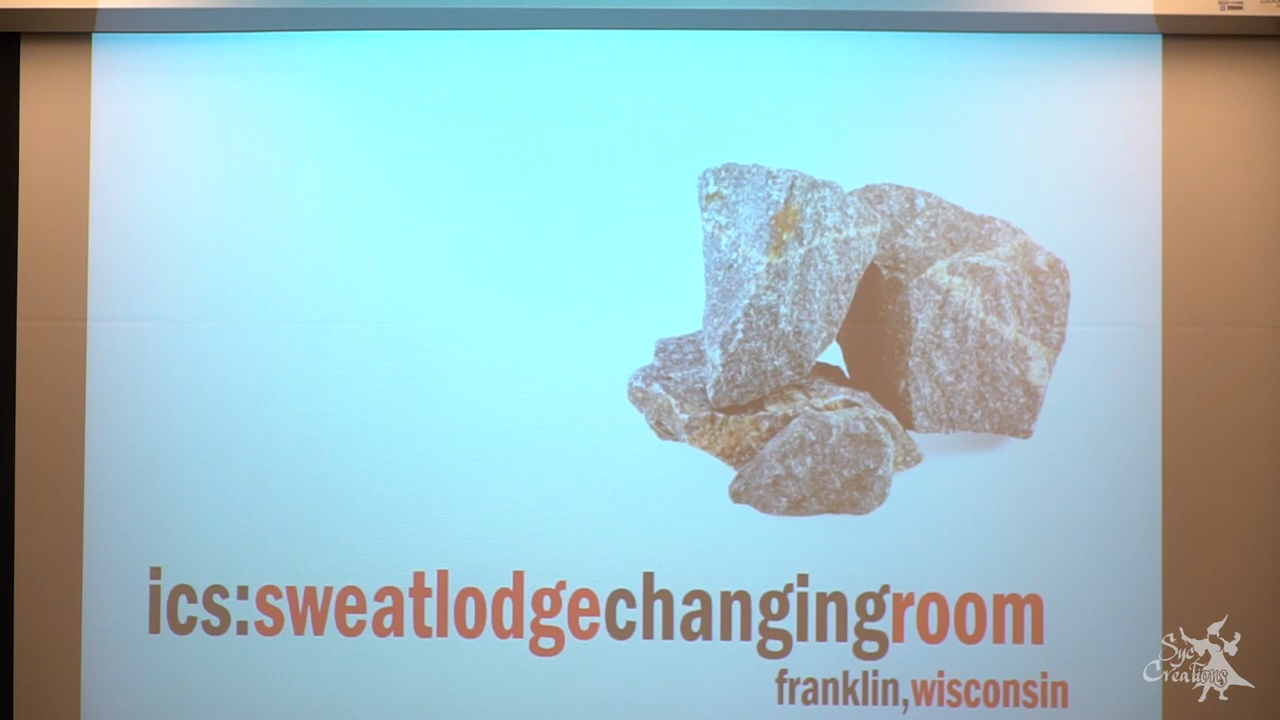 ics:sweatlodgechangingroom
franklin,wisconsin
Syc
Creations